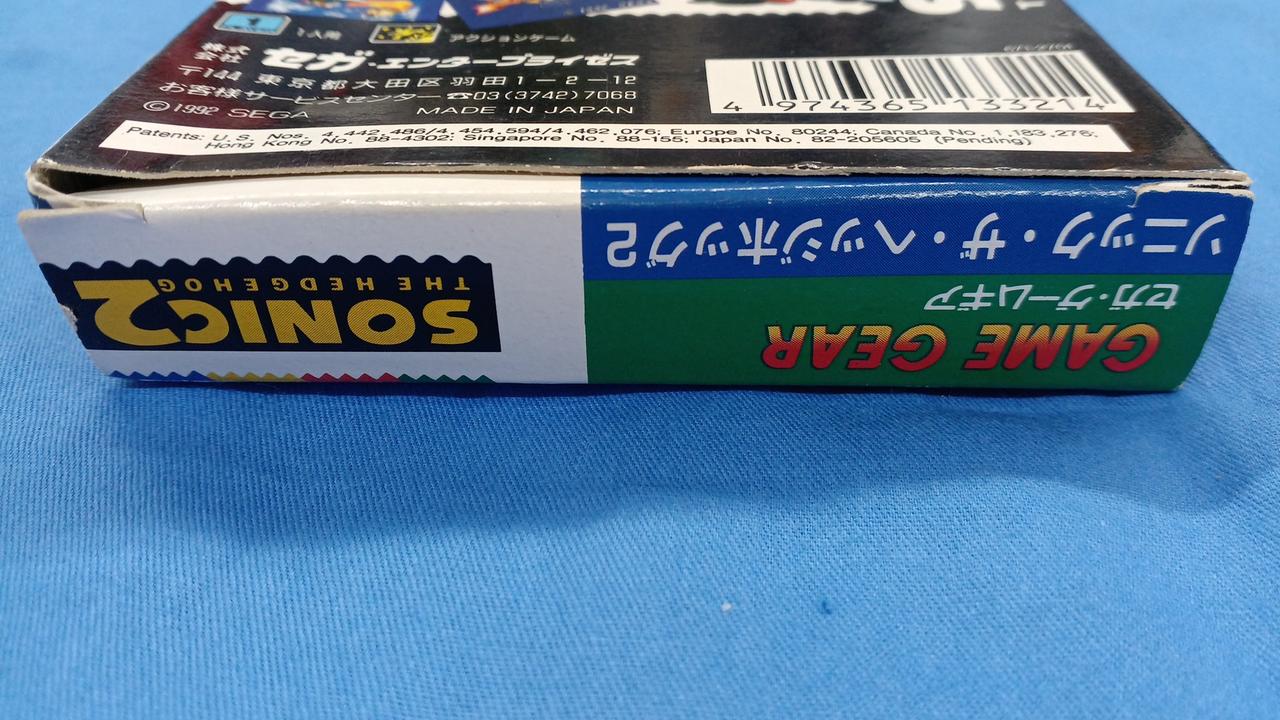 1人用
アクションゲーム
株式会社 セガ・エンタープライゼス
〒144 東京都大田区羽田1-2-12
お客様サービスセンター ☎03(3742)7068
©1992 SEGA MADE IN JAPAN
4 974365 133214
Patents: U.S. Nos. 4,442,486/4,454,594/4,462,076; Europe No. 80244; Canada No. 1,183,276;
Hong Kong No. 88-4302; Singapore No. 88-155; Japan No. 82-205605 (Pending)
ソニック・ザ・ヘッジホッグ2
セガ・ゲームギア
GAME GEAR
SONIC 2
THE HEDGEHOG